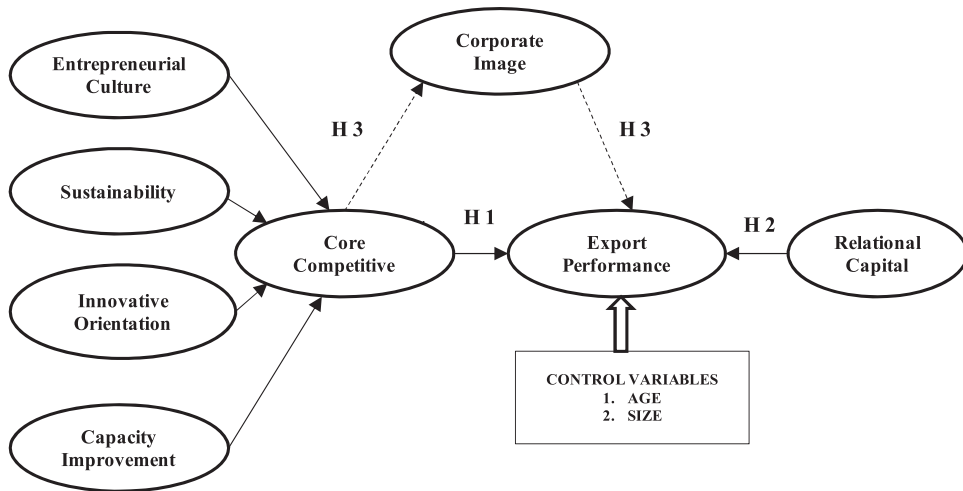 Entrepreneurial
Culture
Corporate
Image
H 3
H 3
Sustainability
H 1
H 2
Core
Competitive
Export
Performance
Relational
Capital
Innovative
Orientation
CONTROL VARIABLES
1. AGE
2. SIZE
Capacity
Improvement